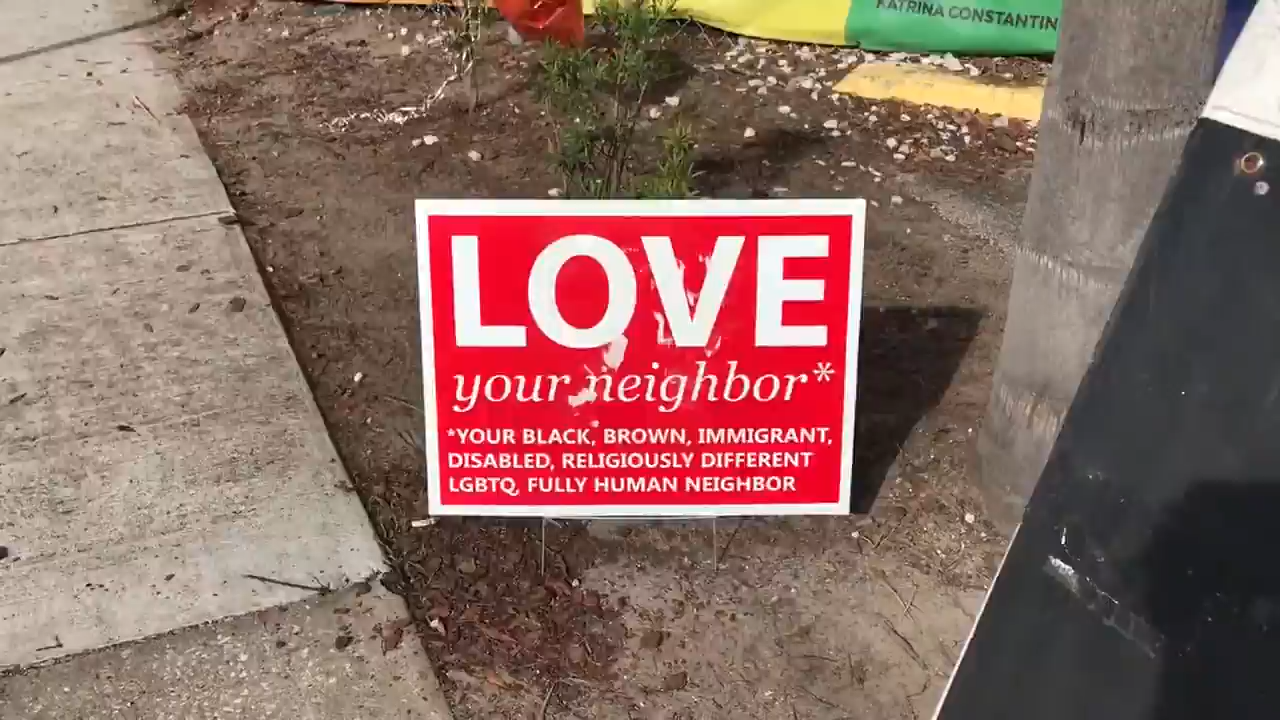 KATRINA CONSTANTIN
LOVE
your neighbor*
*YOUR BLACK, BROWN, IMMIGRANT,
DISABLED, RELIGIOUSLY DIFFERENT
LGBTQ, FULLY HUMAN NEIGHBOR